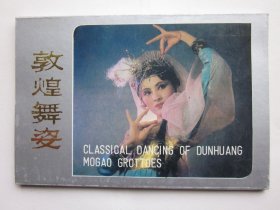 敦煌舞姿
CLASSICAL DANCING OF DUNHUANG
MOGAO GROTTOES